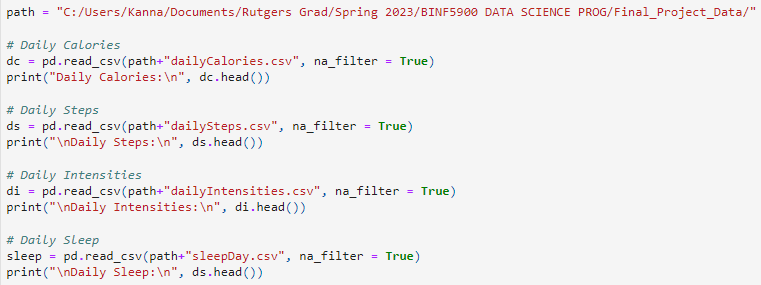 path = "C:/Users/Kanna/Documents/Rutgers Grad/Spring 2023/BINF5900 DATA SCIENCE PROG/Final_Project_Data/"
# Daily Calories
dc = pd.read_csv(path+"dailyCalories.csv", na_filter = True)
print("Daily Calories:\n", dc.head())
# Daily Steps
ds = pd.read_csv(path+"dailySteps.csv", na_filter = True)
print("\nDaily Steps:\n", ds.head())
# Daily Intensities
di = pd.read_csv(path+"dailyIntensities.csv", na_filter = True)
print("\nDaily Intensities:\n", di.head())
# Daily Sleep
sleep = pd.read_csv(path+"sleepDay.csv", na_filter = True)
print("\nDaily Sleep:\n", ds.head())